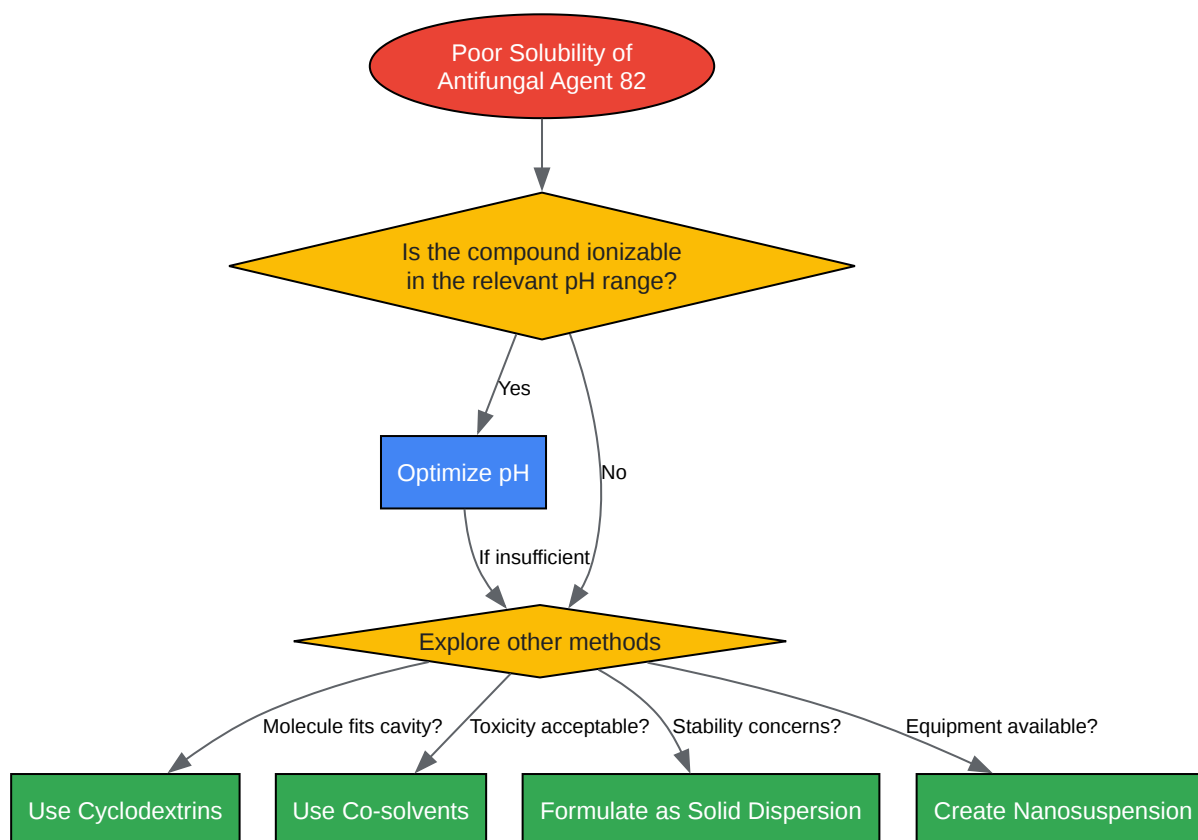 Poor Solubility of
Antifungal Agent 82
Is the compound ionizable
in the relevant pH range?
Yes
Optimize pH
No
If insufficient
Explore other methods
Molecule fits cavity?
Toxicity acceptable?
Stability concerns?
Equipment available?
Use Cyclodextrins
Use Co-solvents
Formulate as Solid Dispersion
Create Nanosuspension